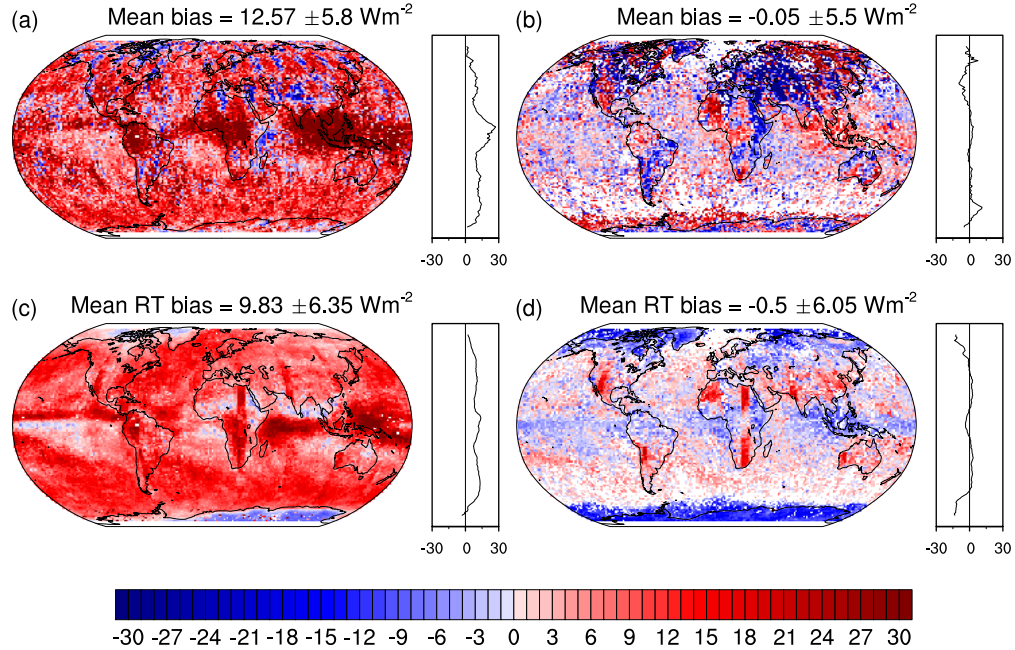 (a) Mean bias = 12.57 ±5.8 Wm-2
(b) Mean bias = -0.05 ±5.5 Wm-2
-30 0 30
-30 0 30
(c) Mean RT bias = 9.83 ±6.35 Wm-2
(d) Mean RT bias = -0.5 ±6.05 Wm-2
-30 0 30
-30 0 30
-30 -27 -24 -21 -18 -15 -12 -9 -6 -3 0 3 6 9 12 15 18 21 24 27 30